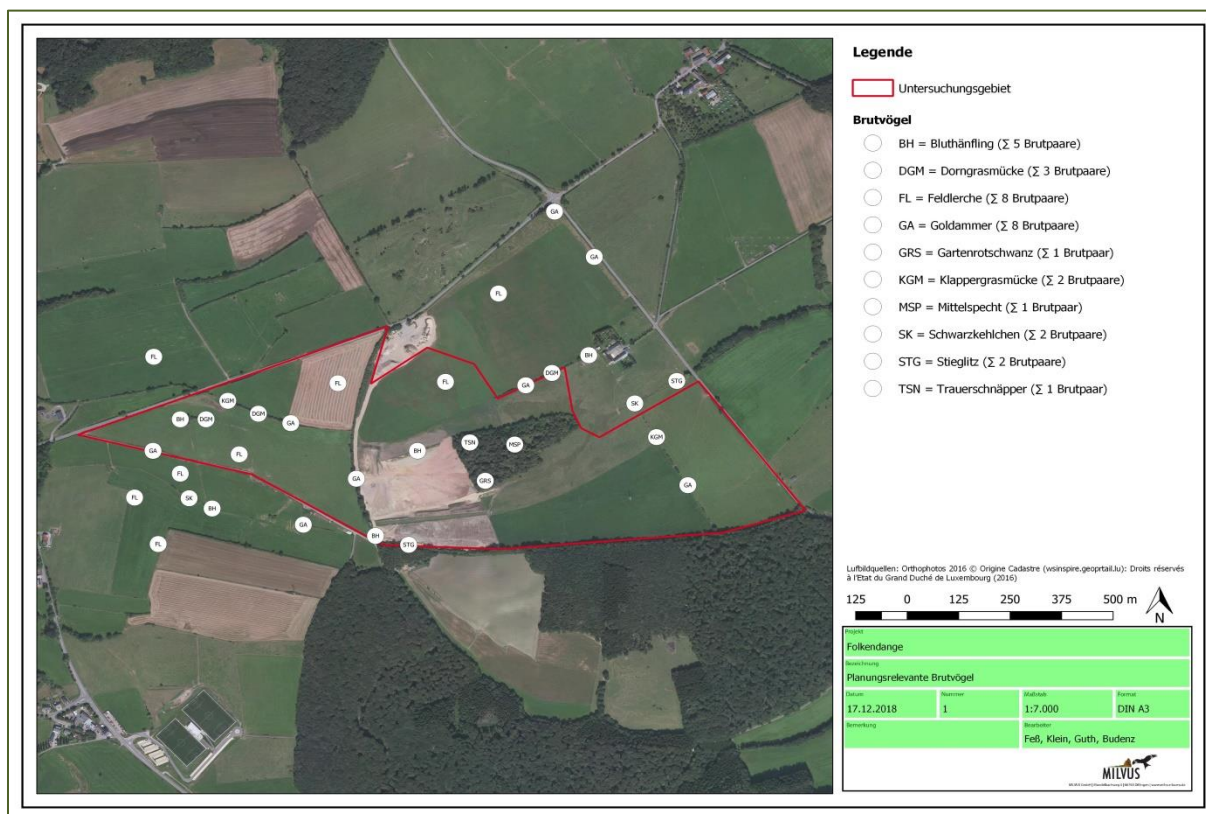 GA
GA
FL
FL
BH
DGM
GA
STG
FL
FL
KGM
SK
BH
DGM
DGM
GA
KGM
TSN
MSP
BH
GA
FL
FL
GRS
GA
GA
FL
SK
BH
GA
BH
STG
FL
Legende
Untersuchungsgebiet
Brutvögel
BH = Bluthänfling (Σ 5 Brutpaare)
DGM = Dorngrasmücke (Σ 3 Brutpaare)
FL = Feldlerche (Σ 8 Brutpaare)
GA = Goldammer (Σ 8 Brutpaare)
GRS = Gartenrotschwanz (Σ 1 Brutpaar)
KGM = Klappergrasmücke (Σ 2 Brutpaare)
MSP = Mittelspecht (Σ 1 Brutpaar)
SK = Schwarzkehlchen (Σ 2 Brutpaare)
STG = Stieglitz (Σ 2 Brutpaare)
TSN = Trauerschnäpper (Σ 1 Brutpaar)
Luftbildquellen: Orthophotos 2016 © Origine Cadastre (wsinspire.geoprtail.lu): Droits réservés
à l'Etat du Grand Duché de Luxembourg (2016)
125 0 125 250 375 500 m
N
Projekt
Folkendange
Bezeichnung
Planungsrelevante Brutvögel
Datum Nummer Maßstab Format
17.12.2018 1 1:7.000 DIN A3
Bemerkung Bearbeiter
Feß, Klein, Guth, Budenz
MILVUS